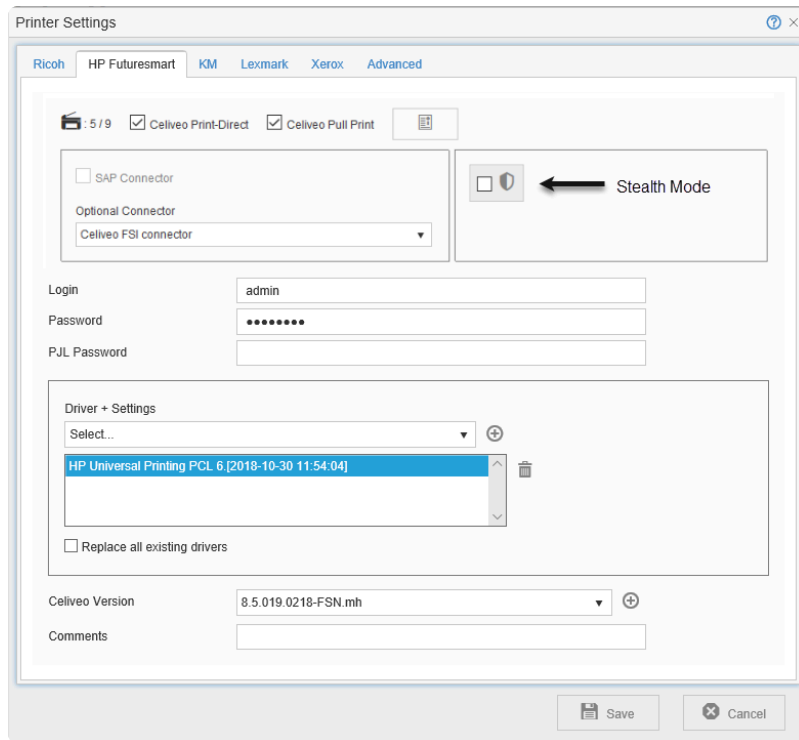 Printer Settings
Ricoh HP Futuresmart KM Lexmark Xerox Advanced
: 5 / 9 Celiveo Print-Direct Celiveo Pull Print
SAP Connector
Stealth Mode
Optional Connector
Celiveo FSI connector
Login admin
Password ●●●●●●●●
PJL Password
Driver + Settings
Select...
HP Universal Printing PCL 6.[2018-10-30 11:54:04]
Replace all existing drivers
Celiveo Version 8.5.019.0218-FSN.mh
Comments
Save Cancel